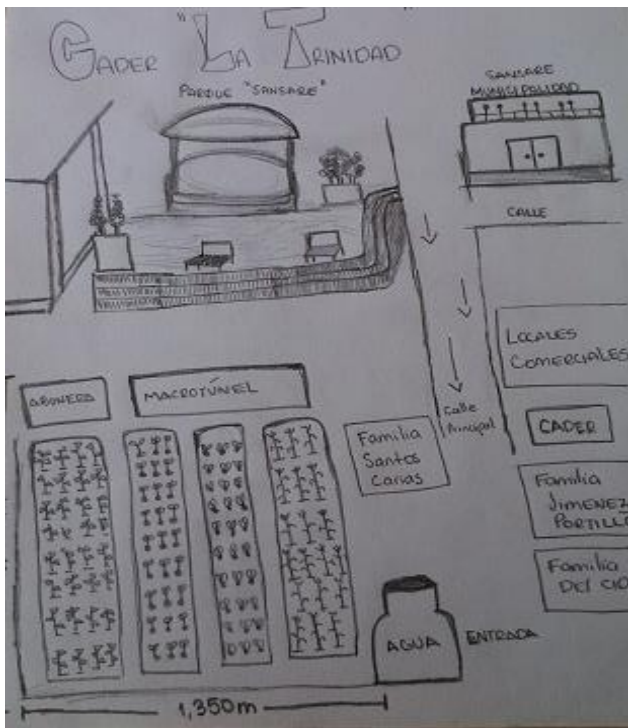 CADER "LA TRINIDAD"
PARQUE "SANSARE"
SANSARE
MUNICIPALIDAD
CALLE
LOCALES
COMERCIALES
ABONERA
MACROTÚNEL
Calle
Principal
CADER
Familia
Santos
Carias
Familia
JIMENEZ
PORTILLO
Familia
DEL CID
AGUA
ENTRADA
1,350m